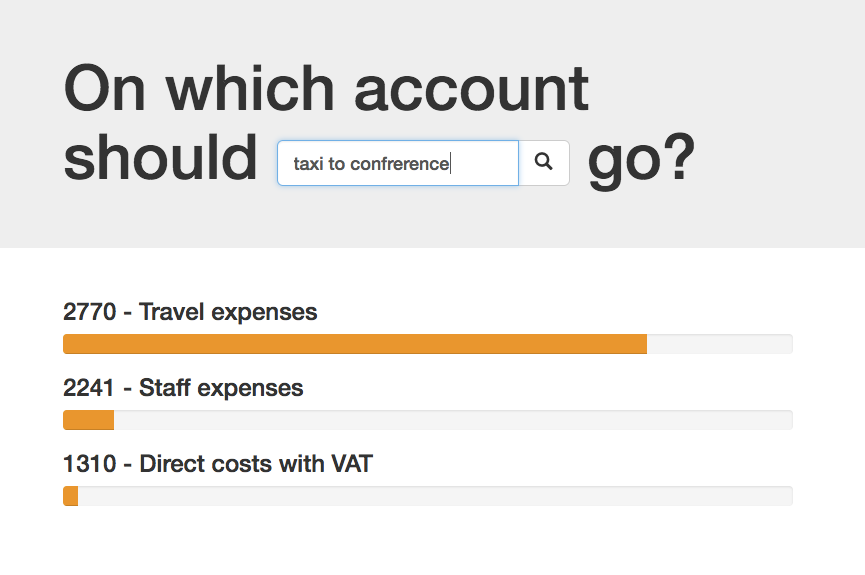 On which account
should taxi to confrerence go?
2770 - Travel expenses
2241 - Staff expenses
1310 - Direct costs with VAT